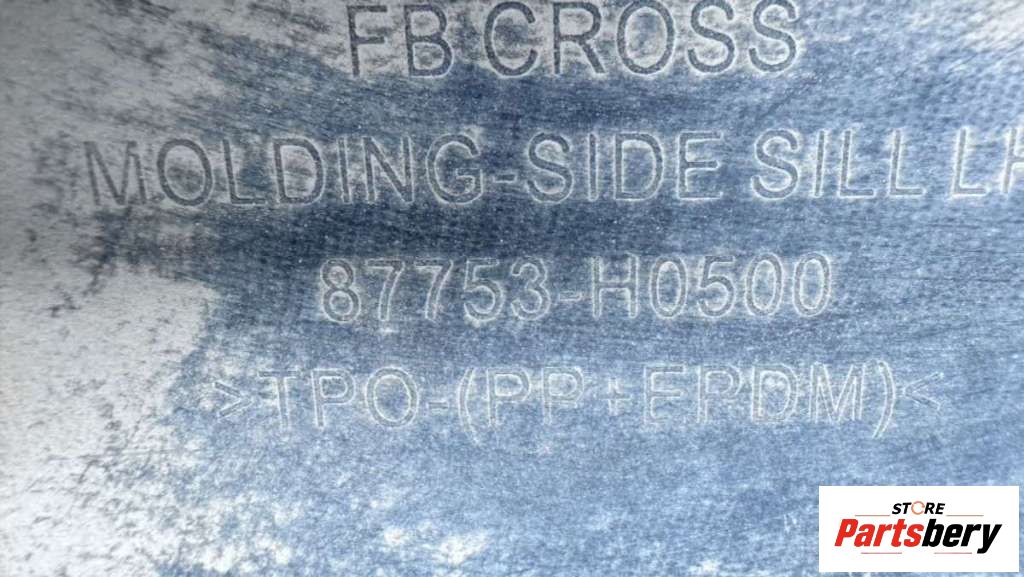 FB CROSS
MOLDING-SIDE SILL LH
87753-H0500
>TPO-(PP+EPDM)<
STORE
Partsbery